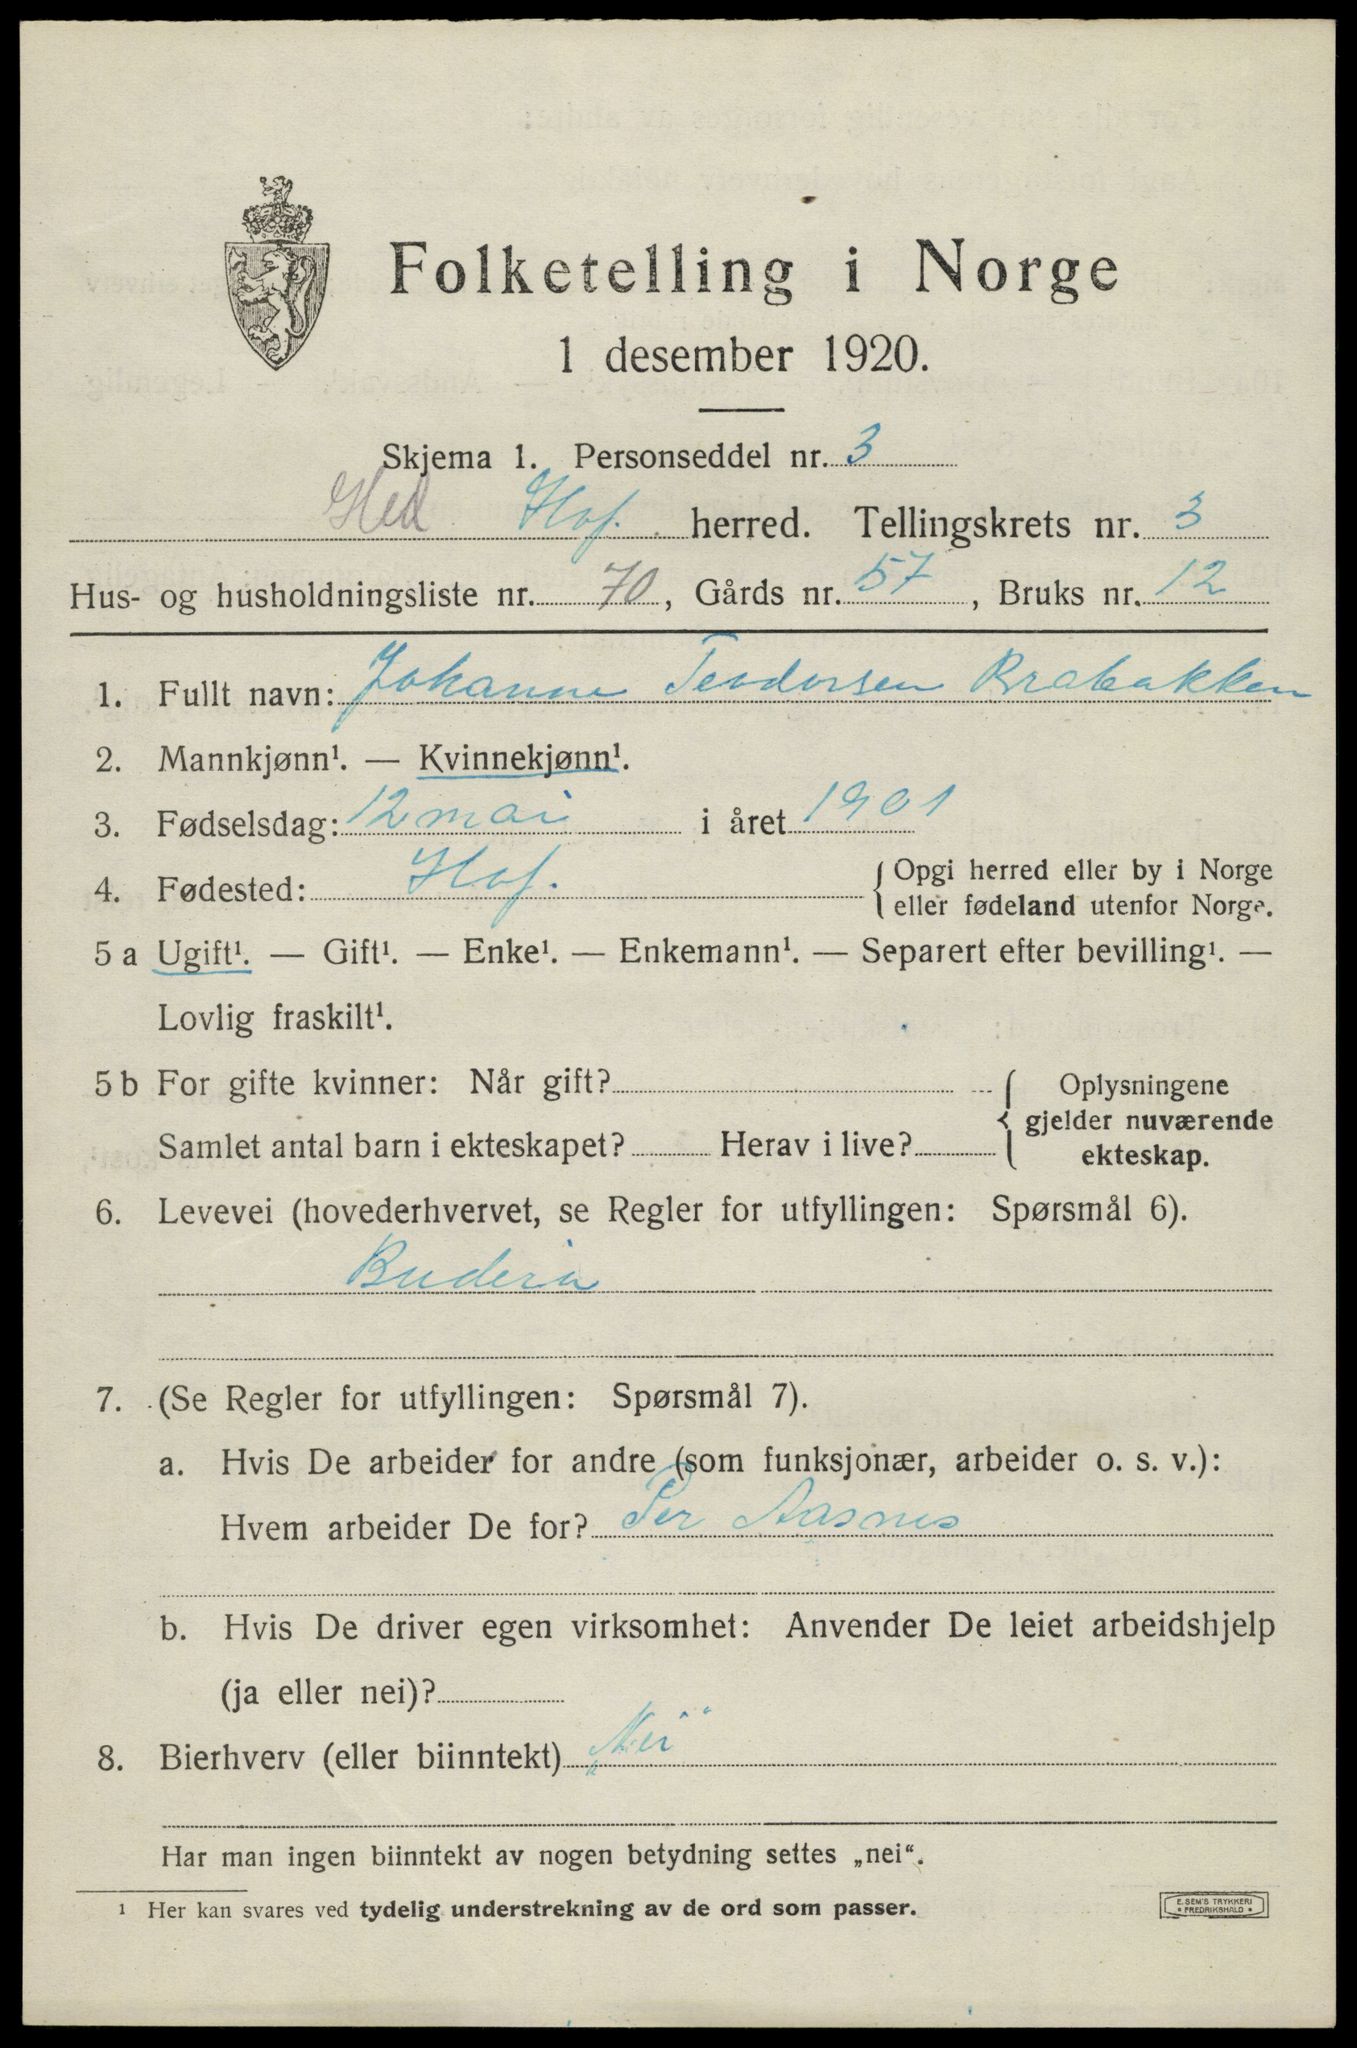 Folketelling i Norge
1 desember 1920.
Skjema 1. Personseddel nr. 3
Hed Hof. herred. Tellingskrets nr. 3
Hus- og husholdningsliste nr. 70, Gårds nr. 57, Bruks nr. 12
1. Fullt navn: Johanne Teodorsen Brabakken
2. Mannkjønn¹. — Kvinnekjønn¹.
3. Fødselsdag: 12 mai i året 1901
4. Fødested: Hof. Opgi herred eller by i Norge
eller fødeland utenfor Norge.
5 a Ugift¹. — Gift¹. — Enke¹. — Enkemann¹. — Separert efter bevilling¹. —
Lovlig fraskilt¹.
5 b For gifte kvinner: Når gift? Oplysningene
gjelder nuværende
Samlet antal barn i ekteskapet? Herav i live? ekteskap.
6. Levevei (hovederhvervet, se Regler for utfyllingen: Spørsmål 6).
Buderia
7. (Se Regler for utfyllingen: Spørsmål 7).
a. Hvis De arbeider for andre (som funksjonær, arbeider o. s. v.):
Hvem arbeider De for? Per Aasnes
b. Hvis De driver egen virksomhet: Anvender De leiet arbeidshjelp
(ja eller nei)?
8. Bierhverv (eller biinntekt) „Nei"
Har man ingen biinntekt av nogen betydning settes „nei“.
¹ Her kan svares ved tydelig understrekning av de ord som passer.
E. SEM'S TRYKKERI
• FREDRIKSHALD •